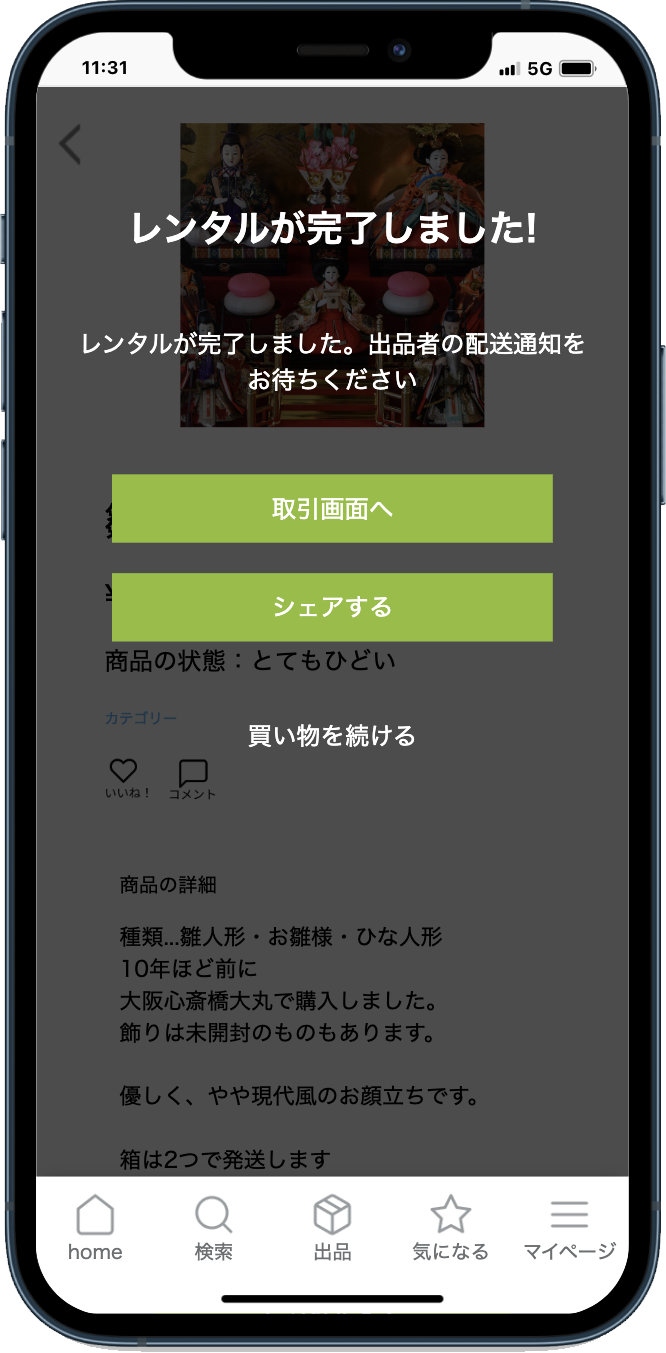 11:31
5G
レンタルが完了しました!
レンタルが完了しました。出品者の配送通知を
お待ちください
取引画面へ
シェアする
商品の状態：とてもひどい
カテゴリー
買い物を続ける
いいね！ コメント
商品の詳細
種類...雛人形・お雛様・ひな人形
10年ほど前に
大阪心斎橋大丸で購入しました。
飾りは未開封のものもあります。
優しく、やや現代風のお顔立ちです。
箱は2つで発送します
home 検索 出品 気になる マイページ